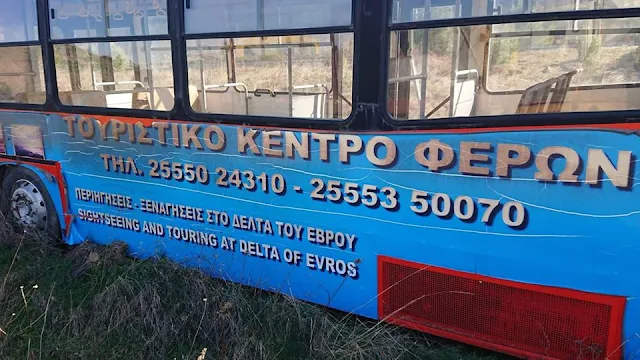 ΤΟΥΡΙΣΤΙΚΟ ΚΕΝΤΡΟ ΦΕΡΩΝ
ΤΗΛ. 25550 24310 - 25553 50070
ΠΕΡΙΗΓΗΣΕΙΣ - ΞΕΝΑΓΗΣΕΙΣ ΣΤΟ ΔΕΛΤΑ ΤΟΥ ΕΒΡΟΥ
SIGHTSEEING AND TOURING AT DELTA OF EVROS